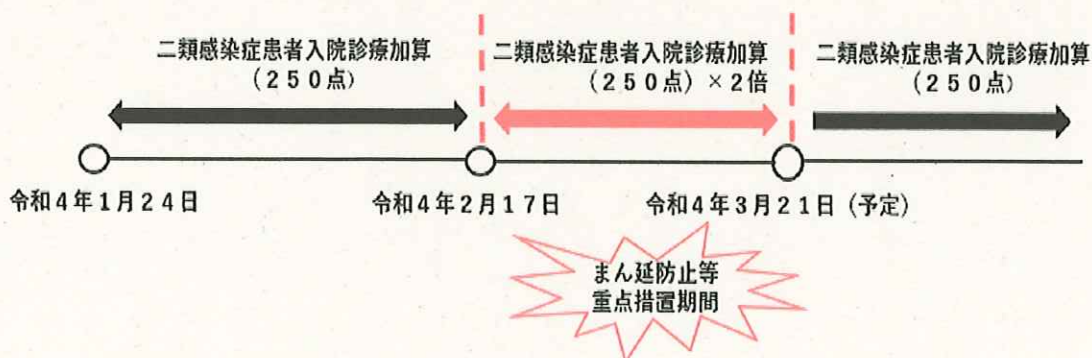 二類感染症患者入院診療加算
(250点)
二類感染症患者入院診療加算
(250点)×2倍
二類感染症患者入院診療加算
(250点)
令和4年1月24日
令和4年2月17日
令和4年3月21日(予定)
まん延防止等
重点措置期間